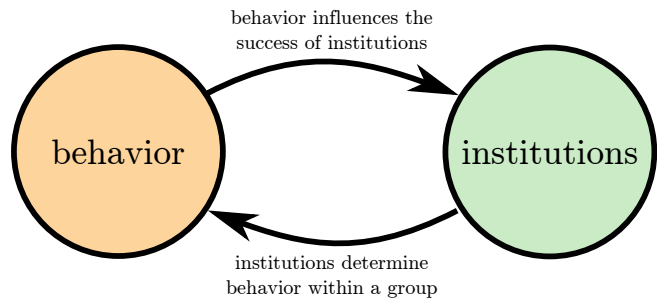 behavior influences the
success of institutions
behavior
institutions
institutions determine
behavior within a group